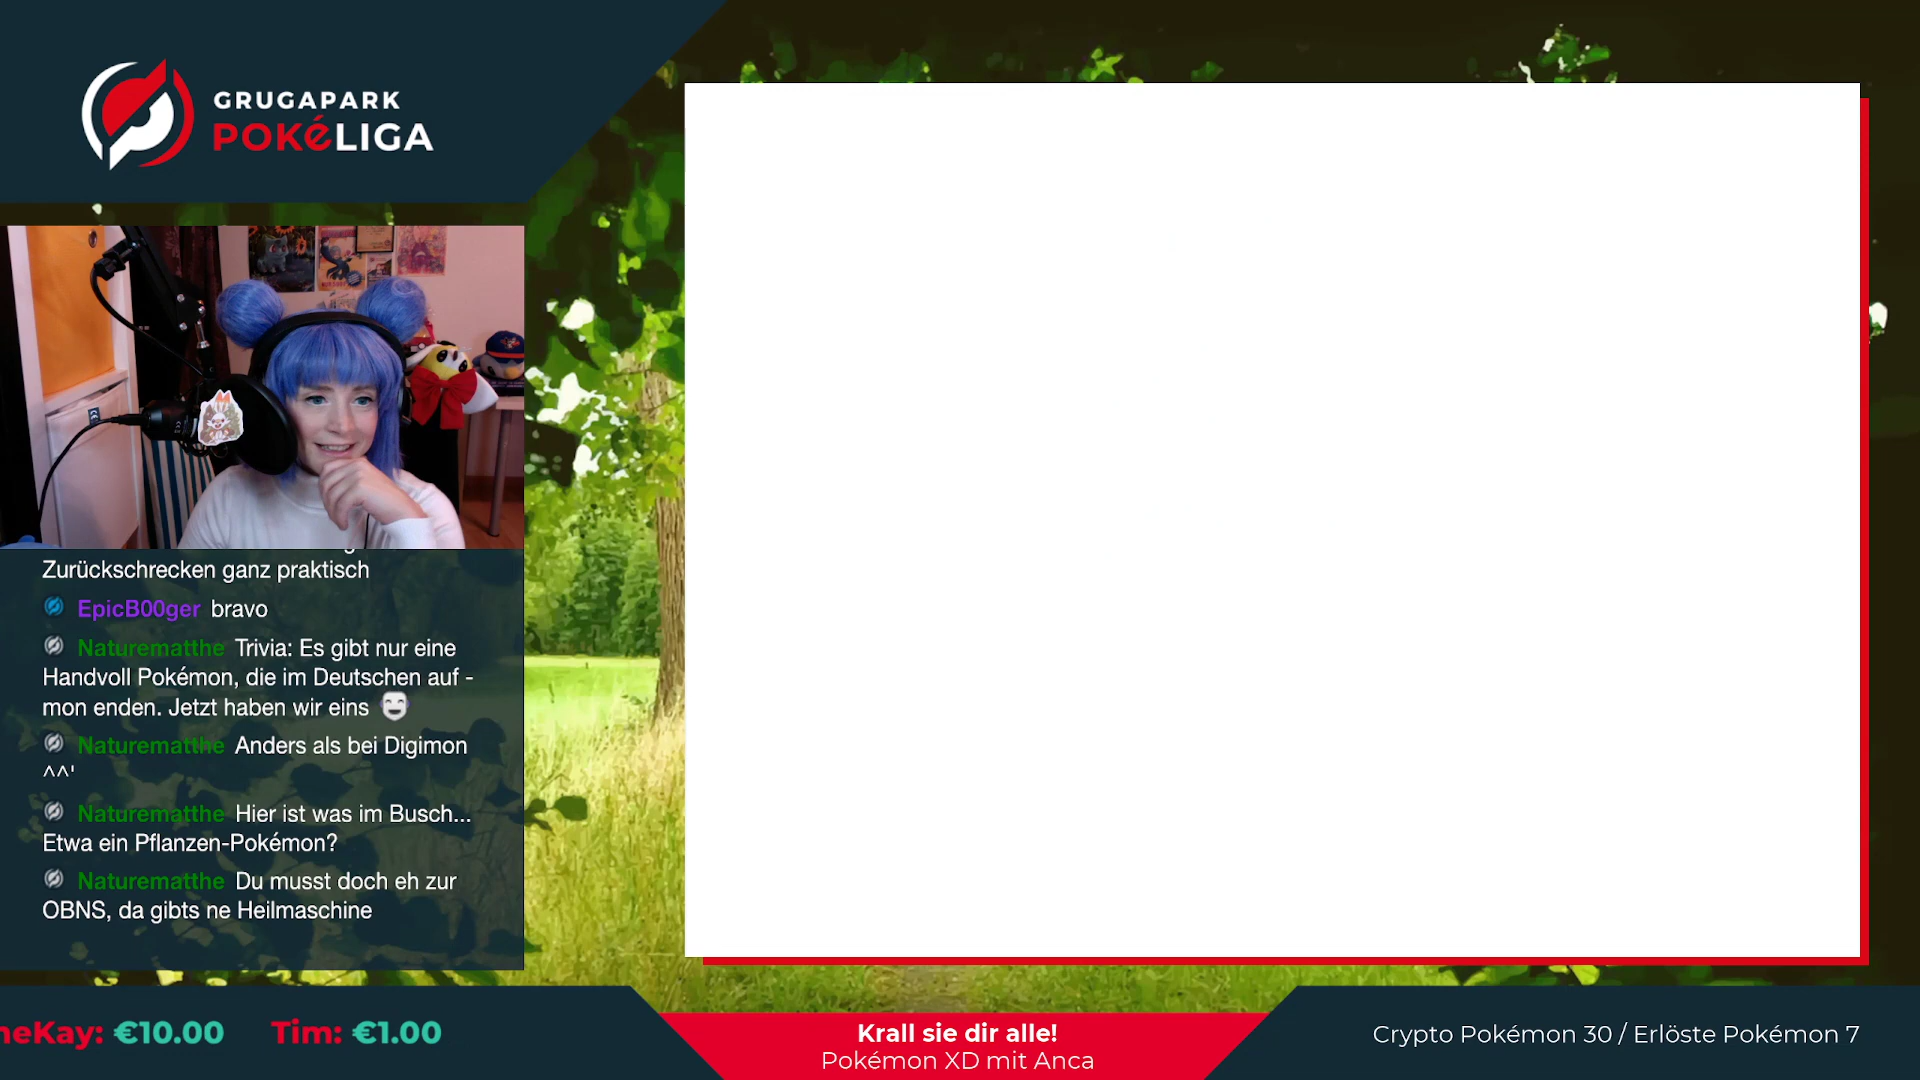 GRUGAPARK
POKéLIGA
Zurückschrecken ganz praktisch
EpicB00ger bravo
Naturematthe Trivia: Es gibt nur eine
Handvoll Pokémon, die im Deutschen auf -
mon enden. Jetzt haben wir eins
Naturematthe Anders als bei Digimon
^^'
Naturematthe Hier ist was im Busch...
Etwa ein Pflanzen-Pokémon?
Naturematthe Du musst doch eh zur
OBNS, da gibts ne Heilmaschine
neKay: €10.00 Tim: €1.00
Krall sie dir alle!
Pokémon XD mit Anca
Crypto Pokémon 30 / Erlöste Pokémon 7